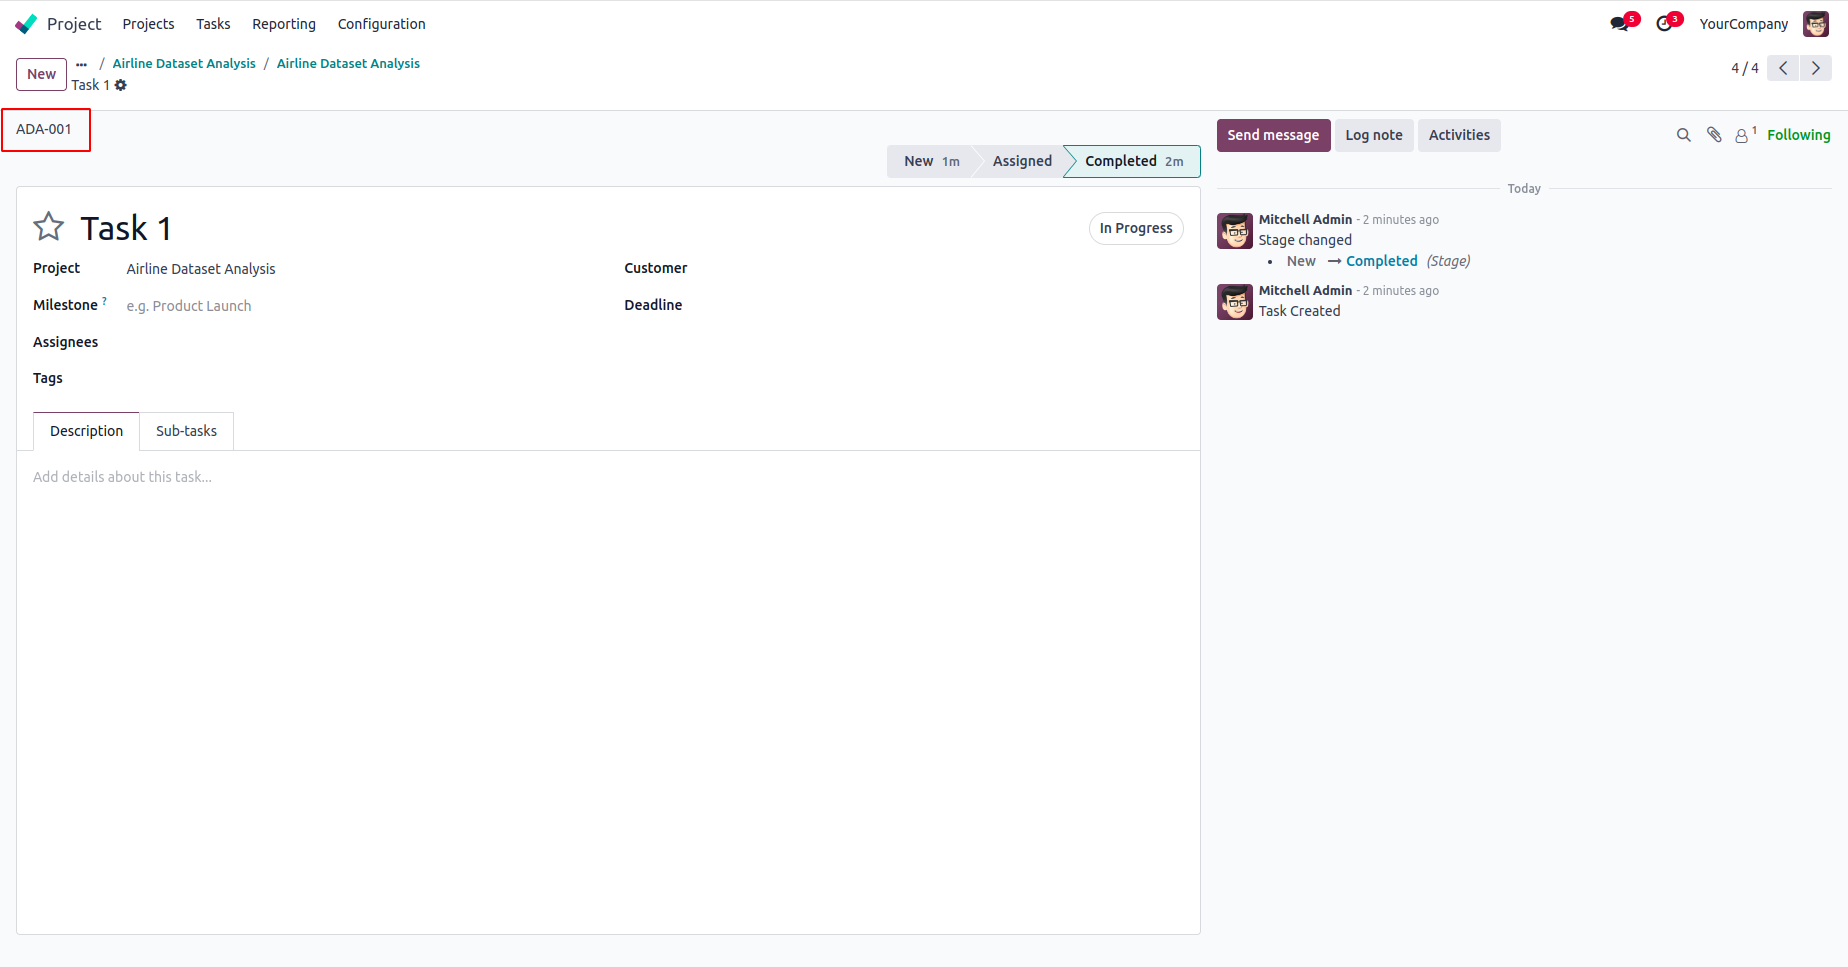 Project Projects Tasks Reporting Configuration 5 3 YourCompany
New ... / Airline Dataset Analysis / Airline Dataset Analysis
Task 1
4 / 4
ADA-001
New 1m Assigned Completed 2m
Task 1
In Progress
Project Airline Dataset Analysis
Customer
Milestone ? e.g. Product Launch
Deadline
Assignees
Tags
Description Sub-tasks
Add details about this task...
Send message Log note Activities 1 Following
Today
Mitchell Admin - 2 minutes ago
Stage changed
• New → Completed (Stage)
Mitchell Admin - 2 minutes ago
Task Created